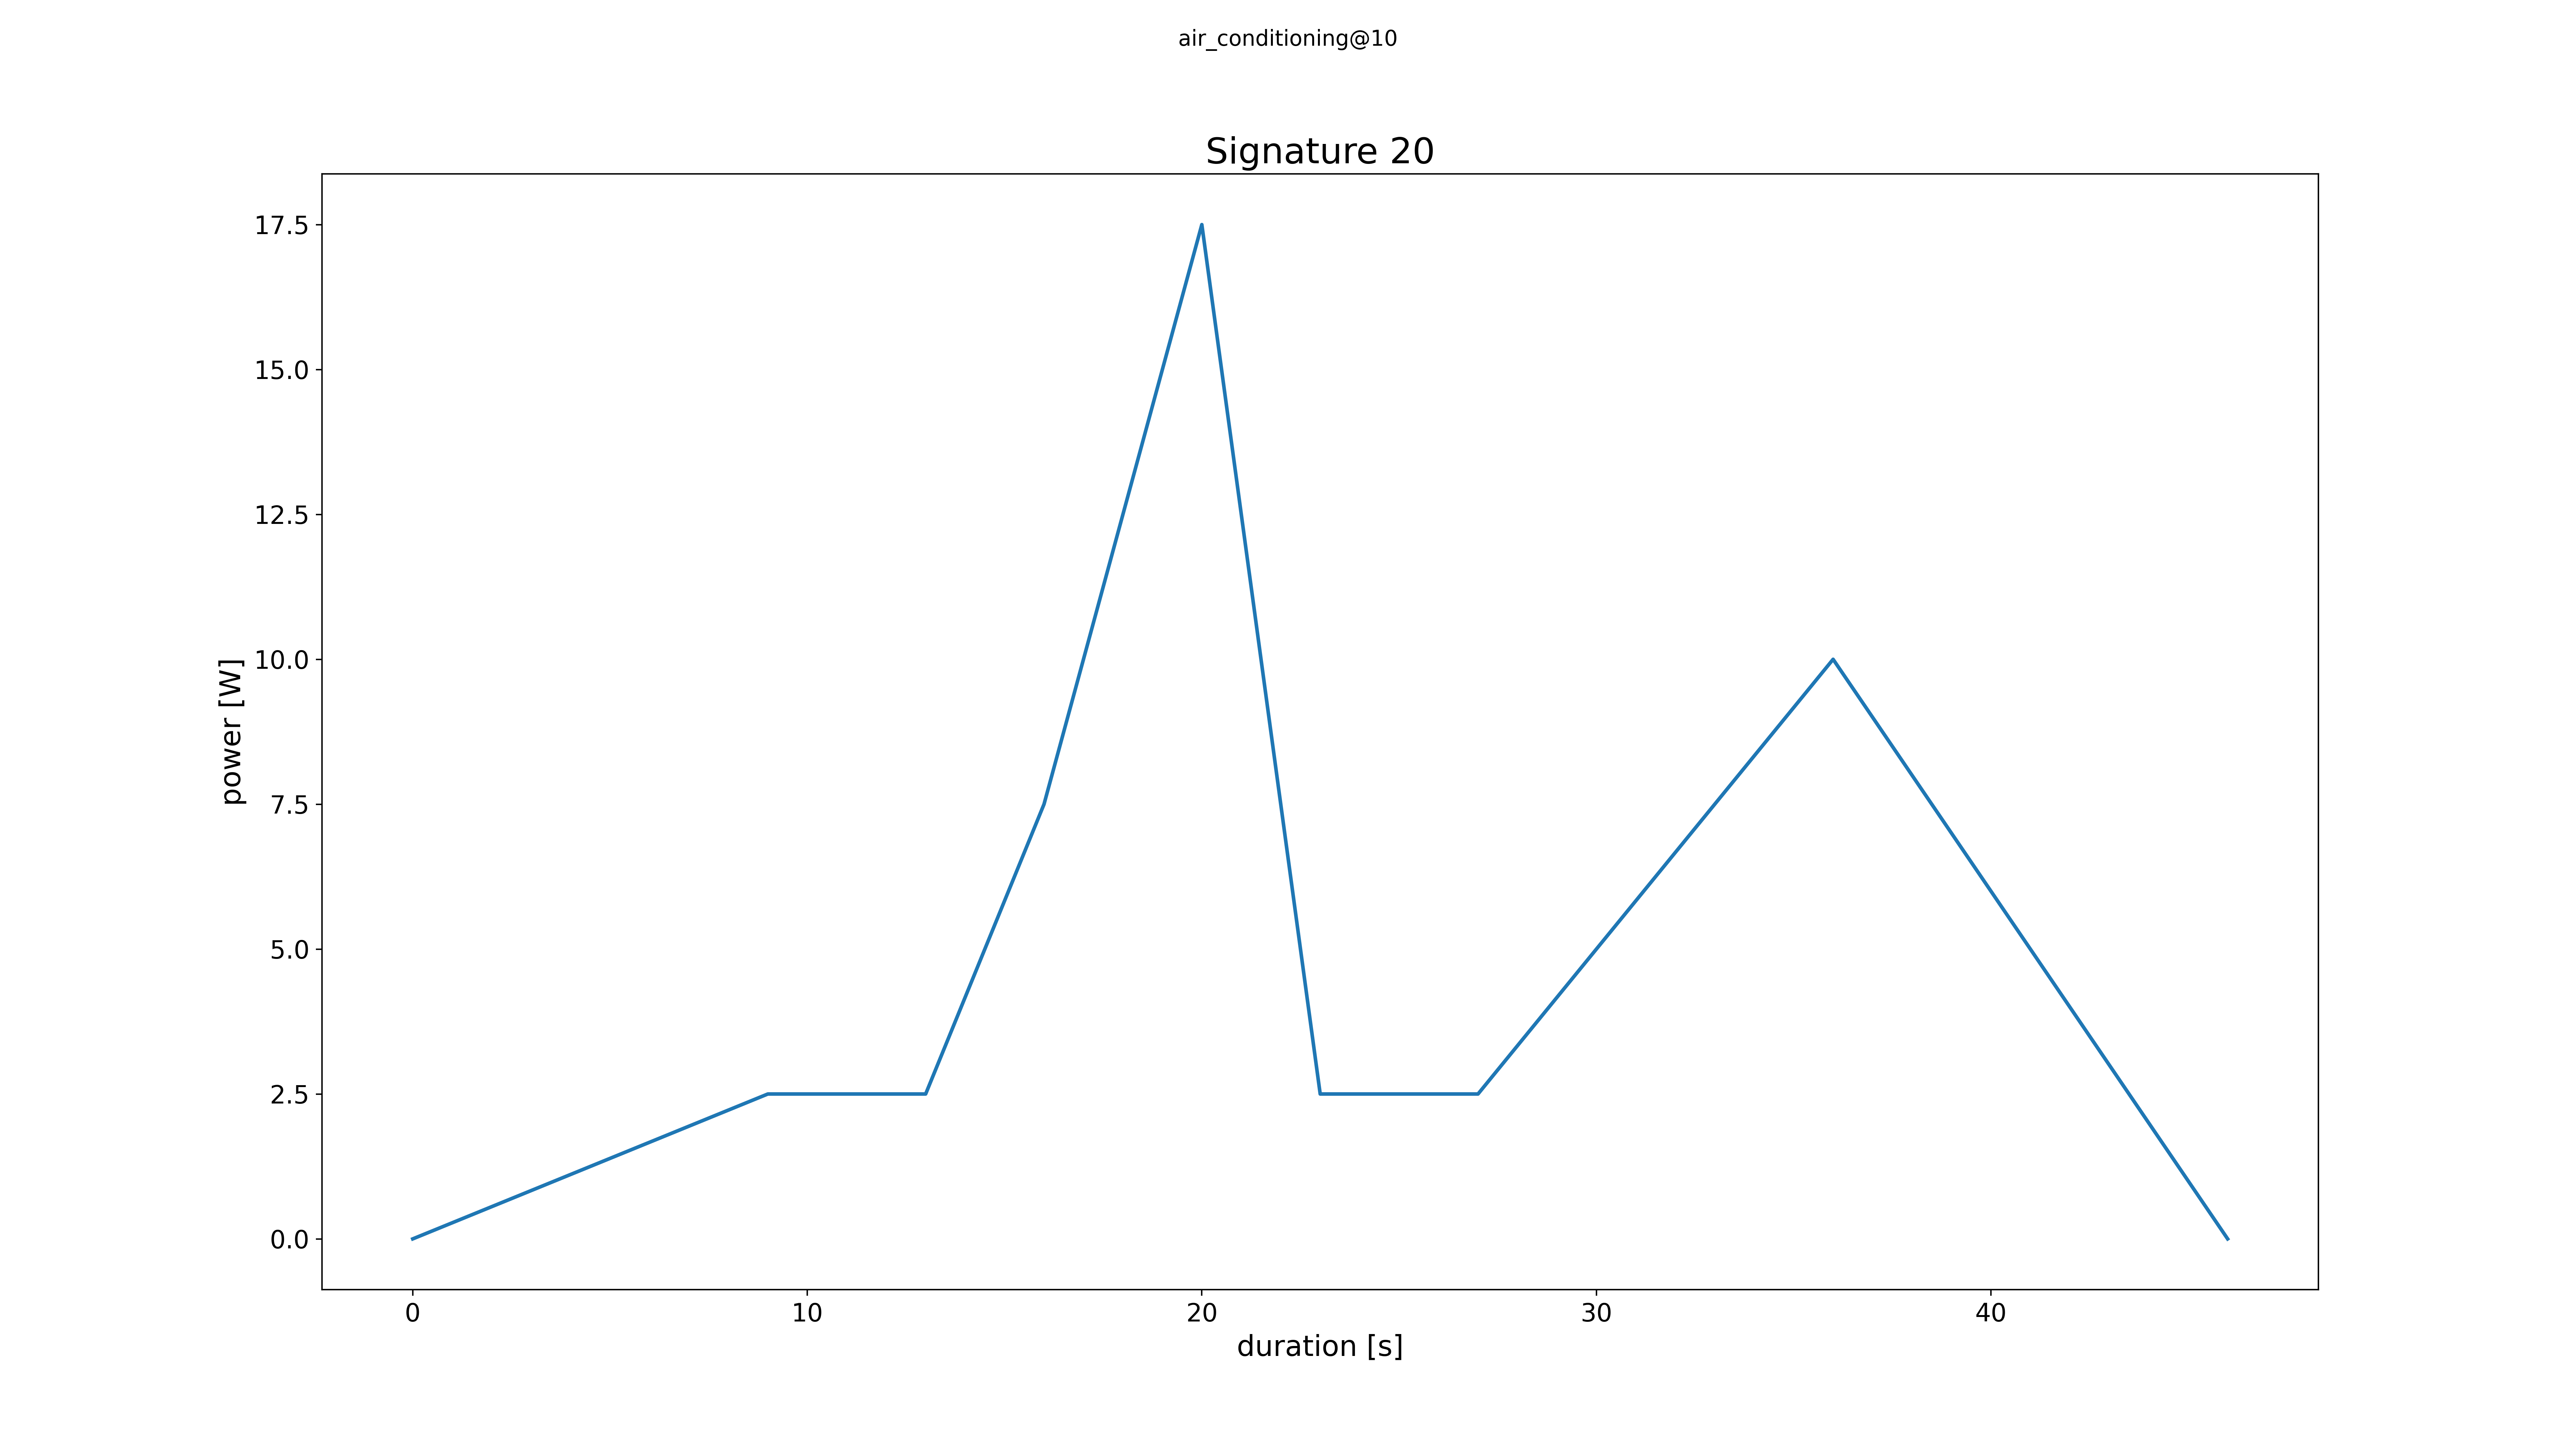 air_conditioning@10
Signature 20
17.5
15.0
12.5
10.0
7.5
5.0
2.5
0.0
power [W]
0 10 20 30 40
duration [s]